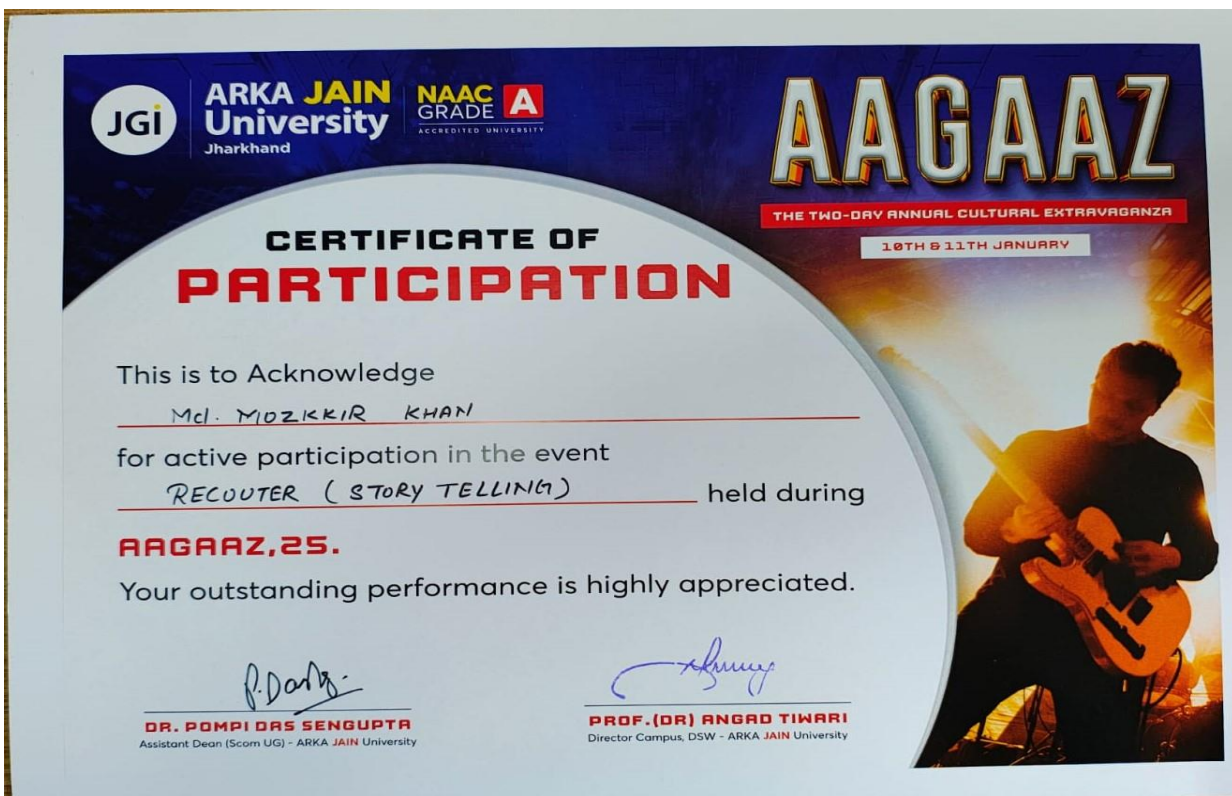 JGi
ARKA JAIN
University
Jharkhand
NAAC
GRADE A
ACCREDITED UNIVERSITY
AAGAAZ
THE TWO-DAY ANNUAL CULTURAL EXTRAVAGANZA
10TH & 11TH JANUARY
CERTIFICATE OF
PARTICIPATION
This is to Acknowledge
Md. MOZKKIR KHAN
for active participation in the event
RECOUTER (STORY TELLING) held during
AAGAAZ,25.
Your outstanding performance is highly appreciated.
P.Das
DR. POMPI DAS SENGUPTA
Assistant Dean (Scom UG) - ARKA JAIN University
PROF.(DR) ANGAD TIWARI
Director Campus, DSW - ARKA JAIN University